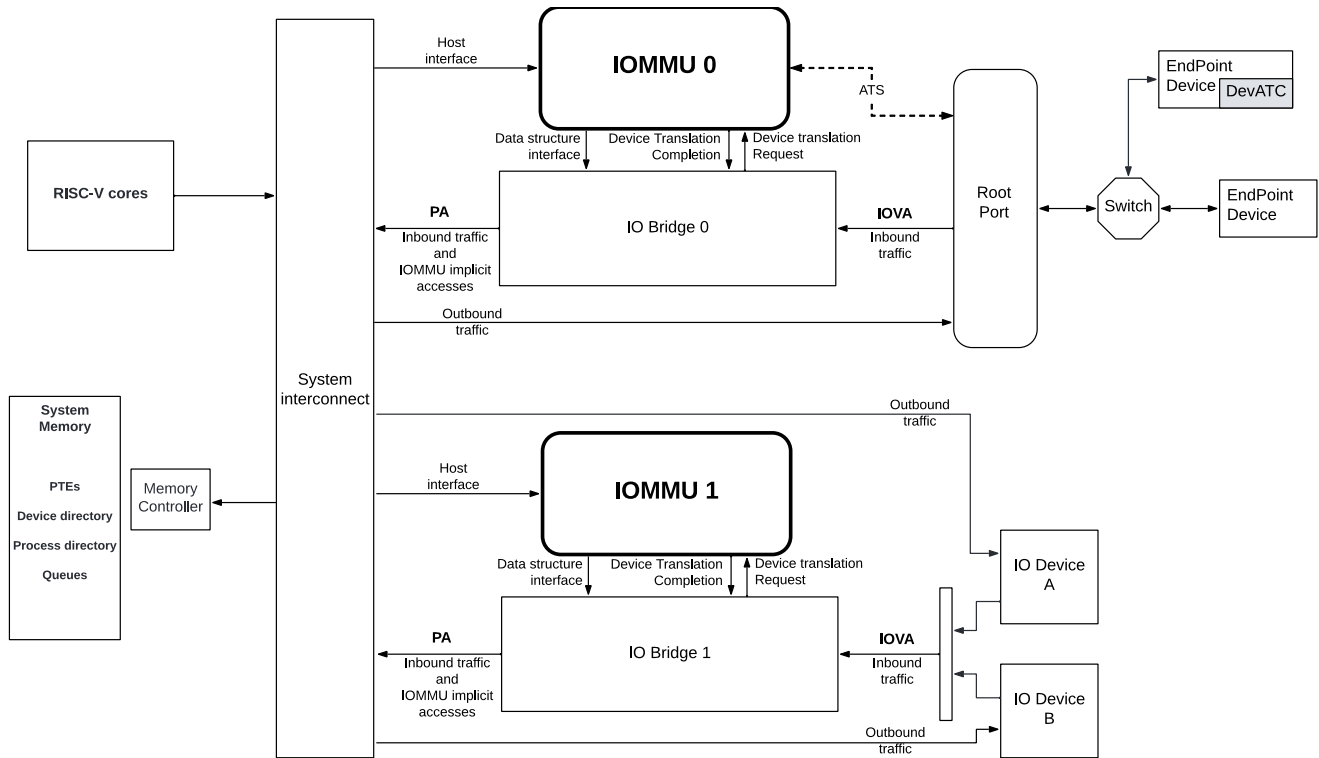 Host
interface
IOMMU 0
ATS
EndPoint
Device
DevATC
Data structure
interface
Device Translation
Completion
Device translation
Request
RISC-V cores
PA
Inbound traffic
and
IOMMU implicit
accesses
IO Bridge 0
IOVA
Inbound
traffic
Root
Port
Switch
EndPoint
Device
Outbound
traffic
System
interconnect
System
Memory
PTEs
Device directory
Process directory
Queues
Memory
Controller
Outbound
traffic
Host
interface
IOMMU 1
Data structure
interface
Device Translation
Completion
Device translation
Request
IO Device
A
PA
Inbound traffic
and
IOMMU implicit
accesses
IO Bridge 1
IOVA
Inbound
traffic
IO Device
B
Outbound
traffic